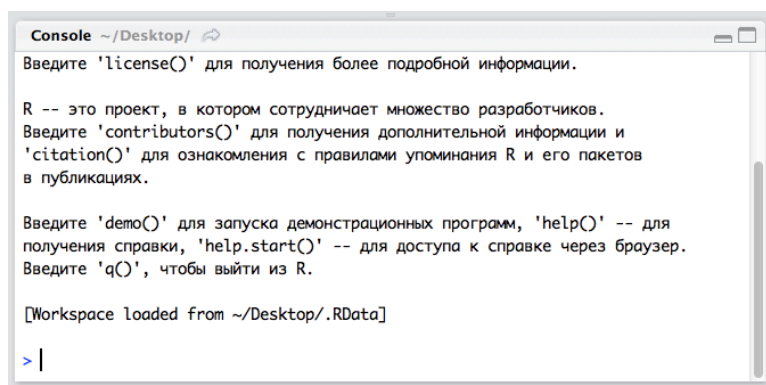 Console ~/Desktop/
Введите 'license()' для получения более подробной информации.
R -- это проект, в котором сотрудничает множество разработчиков.
Введите 'contributors()' для получения дополнительной информации и
'citation()' для ознакомления с правилами упоминания R и его пакетов
в публикациях.
Введите 'demo()' для запуска демонстрационных программ, 'help()' -- для
получения справки, 'help.start()' -- для доступа к справке через браузер.
Введите 'q()', чтобы выйти из R.
[Workspace loaded from ~/Desktop/.RData]
>